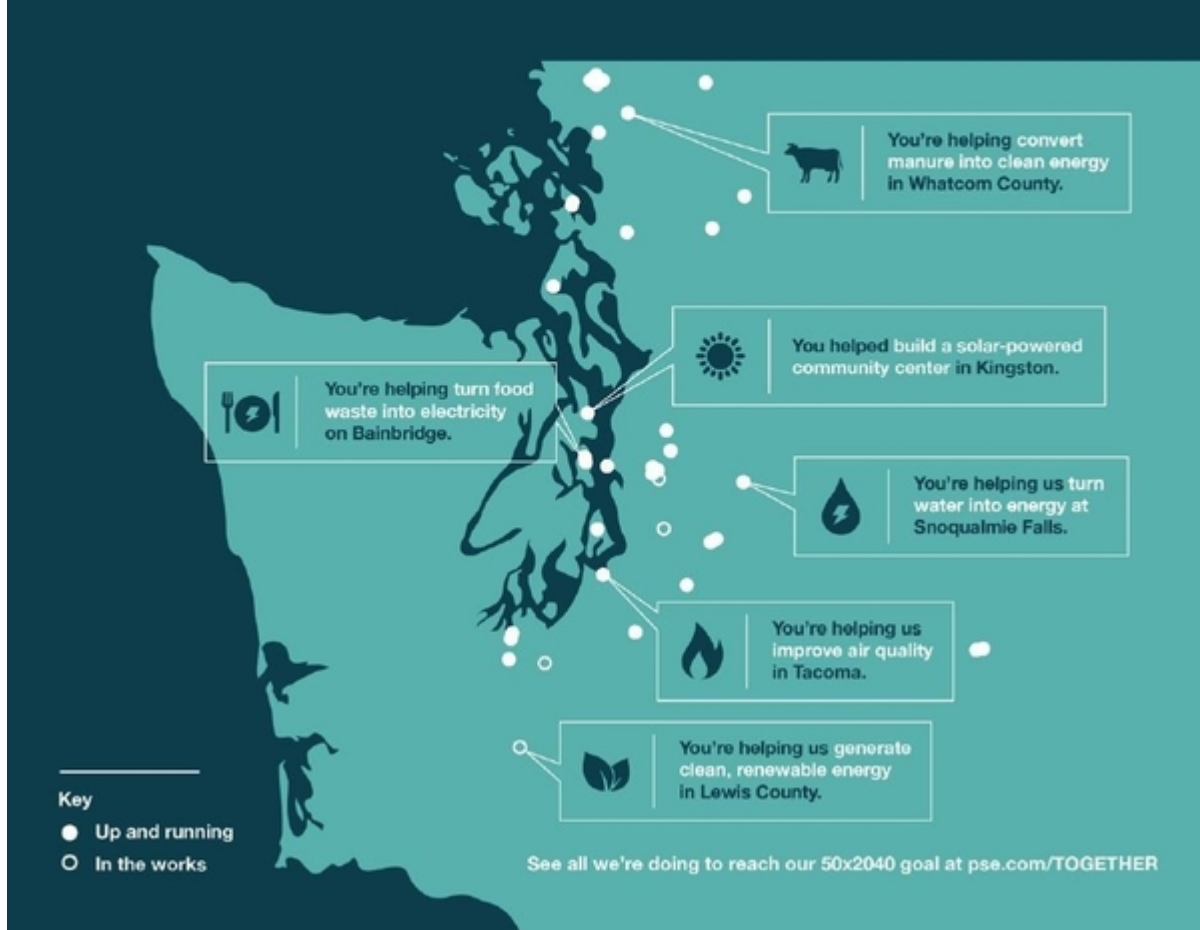 You're helping convert
manure into clean energy
in Whatcom County.
You helped build a solar-powered
community center in Kingston.
You're helping turn food
waste into electricity
on Bainbridge.
You're helping us turn
water into energy at
Snoqualmie Falls.
You're helping us
improve air quality
in Tacoma.
You're helping us generate
clean, renewable energy
in Lewis County.
Key
Up and running
In the works
See all we're doing to reach our 50x2040 goal at pse.com/TOGETHER